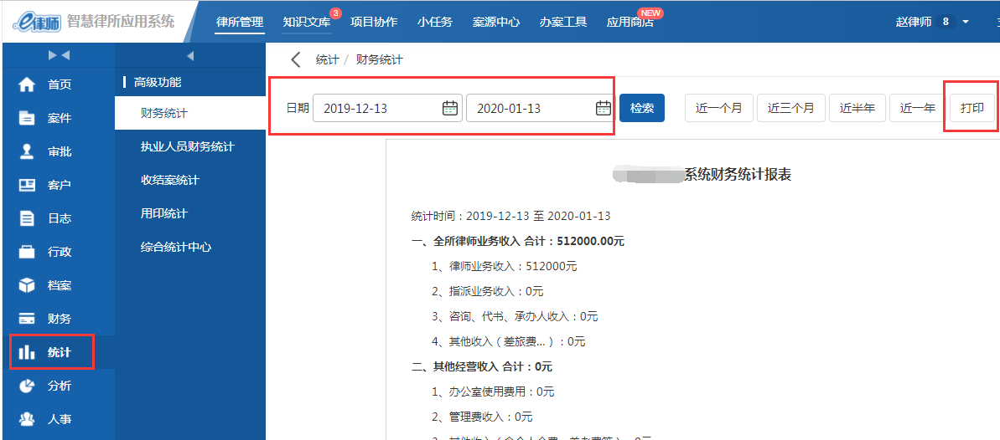 e律师 智慧律所应用系统
律所管理 知识文库 3 项目协作 小任务 案源中心 办案工具 应用商店 NEW 赵律师 8
首页
案件
审批
客户
日志
行政
档案
财务
统计
分析
人事
高级功能
财务统计
执业人员财务统计
收结案统计
用印统计
综合统计中心
统计 / 财务统计
日期 2019-12-13 2020-01-13 检索 近一个月 近三个月 近半年 近一年 打印
系统财务统计报表
统计时间：2019-12-13 至 2020-01-13
一、全所律师业务收入 合计：512000.00元
1、律师业务收入：512000元
2、指派业务收入：0元
3、咨询、代书、承办人收入：0元
4、其他收入（差旅费...）：0元
二、其他经营收入 合计：0元
1、办公室使用费用：0元
2、管理费收入：0元